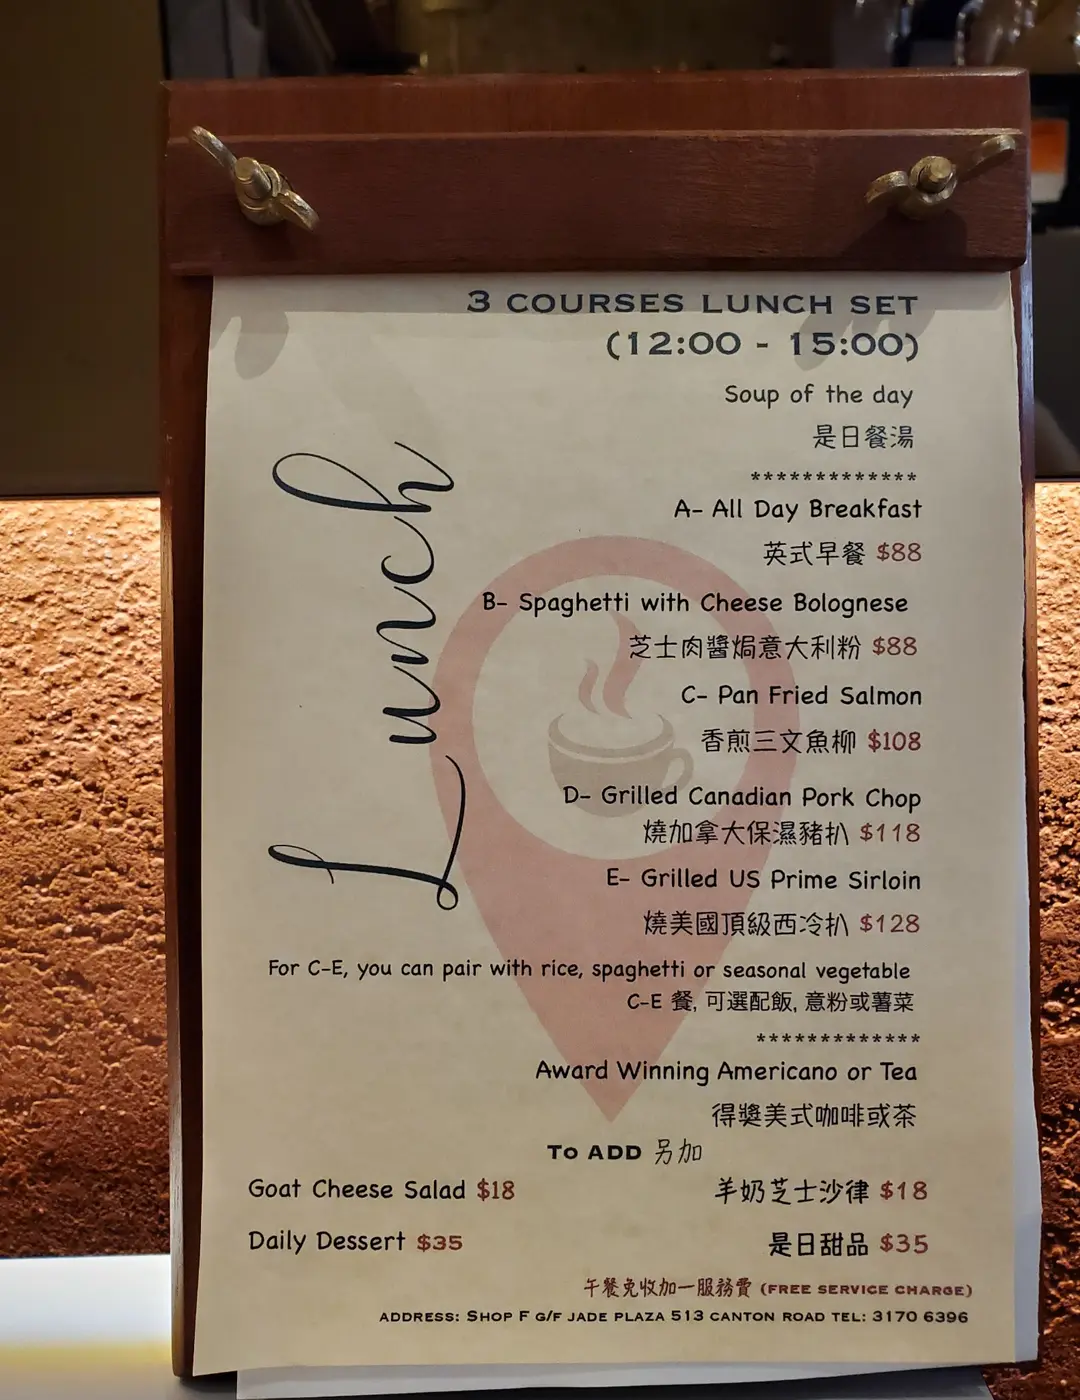 3 COURSES LUNCH SET
(12:00 - 15:00)
Lunch
Soup of the day
是日餐湯
*************
A- All Day Breakfast
英式早餐 $88
B- Spaghetti with Cheese Bolognese
芝士肉醬焗意大利粉 $88
C- Pan Fried Salmon
香煎三文魚柳 $108
D- Grilled Canadian Pork Chop
燒加拿大保濕豬扒 $118
E- Grilled US Prime Sirloin
燒美國頂級西冷扒 $128
For C-E, you can pair with rice, spaghetti or seasonal vegetable
C-E 餐, 可選配飯, 意粉或薯菜
*************
Award Winning Americano or Tea
得獎美式咖啡或茶
TO ADD 另加
Goat Cheese Salad $18 羊奶芝士沙律 $18
Daily Dessert $35 是日甜品 $35
午餐免收加一服務費 (FREE SERVICE CHARGE)
ADDRESS: SHOP F G/F JADE PLAZA 513 CANTON ROAD TEL: 3170 6396